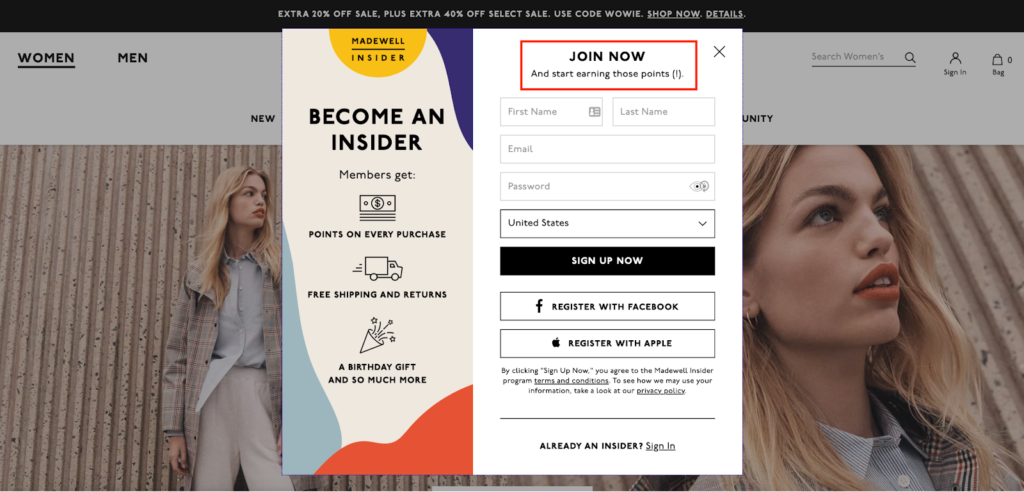 EXTRA 20% OFF SALE, PLUS EXTRA 40% OFF SELECT SALE. USE CODE WOWIE. SHOP NOW. DETAILS.
WOMEN
MEN
Search Women's
Sign In
Bag
0
NEW
UNITY
MADEWELL
INSIDER
BECOME AN
INSIDER
Members get:
POINTS ON EVERY PURCHASE
FREE SHIPPING AND RETURNS
A BIRTHDAY GIFT
AND SO MUCH MORE
JOIN NOW
And start earning those points (!).
First Name
Last Name
Email
Password
United States
SIGN UP NOW
REGISTER WITH FACEBOOK
REGISTER WITH APPLE
By clicking "Sign Up Now," you agree to the Madewell Insider
program terms and conditions. To see how we may use your
information, take a look at our privacy policy.
ALREADY AN INSIDER? Sign In